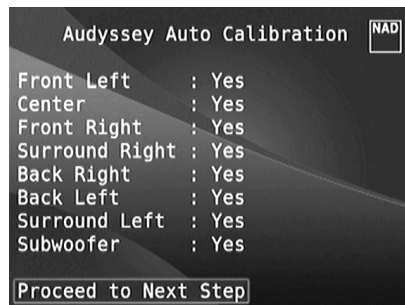 Audyssey Auto Calibration
NAD
Front Left : Yes
Center : Yes
Front Right : Yes
Surround Right : Yes
Back Right : Yes
Back Left : Yes
Surround Left : Yes
Subwoofer : Yes
Proceed to Next Step